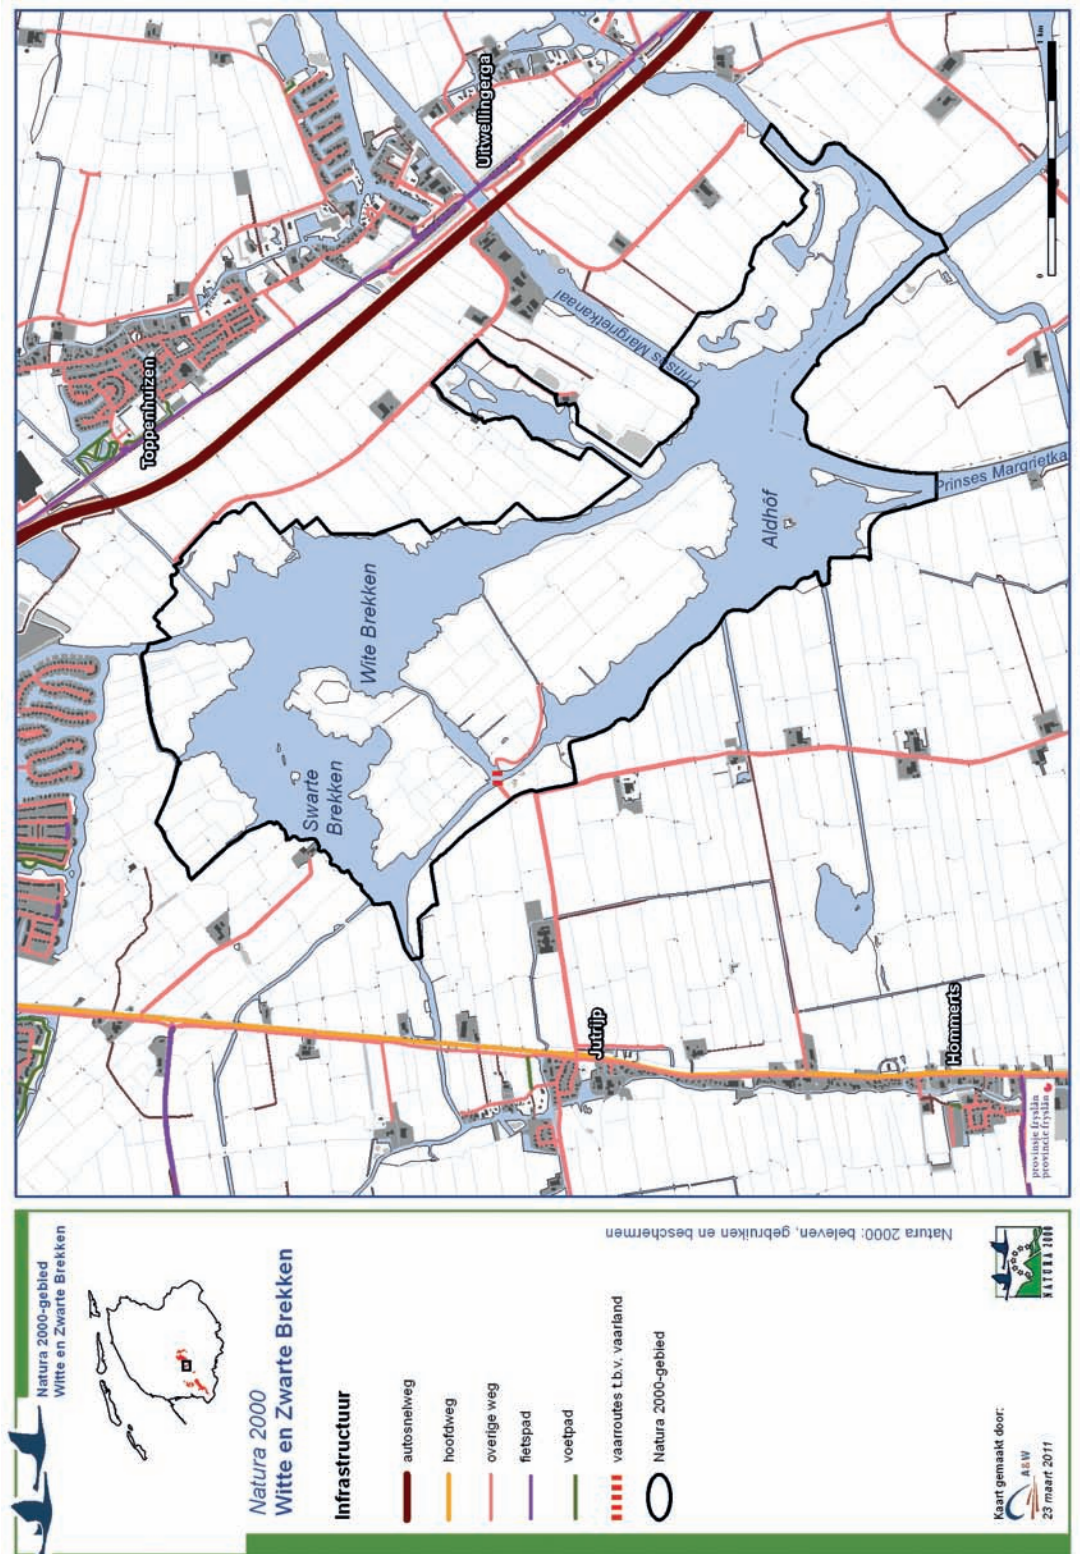 Natura 2000-gebied
Witte en Zwarte Brekken
Natura 2000
Witte en Zwarte Brekken
Infrastructuur
autosnelweg
hoofdweg
overige weg
fietspad
voetpad
vaarroutes t.b.v. vaarland
Natura 2000-gebied
Natura 2000: beleven, gebruiken en beschermen
Kaart gemaakt door:
A&W
23 maart 2011
NATURA 2000
Toppenhuizen
Uitwellingerga
Prinses Margrietkanaal
Prinses
Wite Brekken
Swarte
Brekken
Aldhôf
Prinses Margrietka
Jutrijp
Hommerts
0
1 km
provinsje fryslân
provincie fryslân